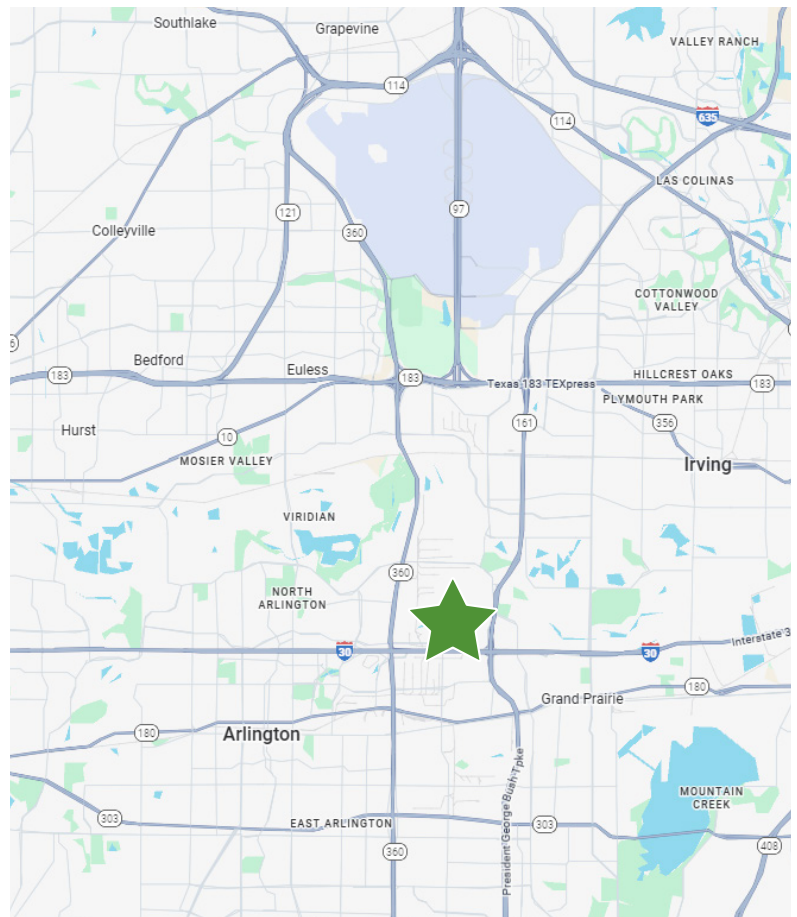 Southlake
Grapevine
VALLEY RANCH
114
635
114
LAS COLINAS
121
97
Colleyville
360
COTTONWOOD
VALLEY
Bedford
Euless
183
183
Texas 183 TEXpress
HILLCREST OAKS
183
PLYMOUTH PARK
161
356
Hurst
10
MOSIER VALLEY
Irving
VIRIDIAN
360
NORTH
ARLINGTON
30
30
Interstate 3
180
Grand Prairie
180
Arlington
President George Bush Tpke
MOUNTAIN
CREEK
303
EAST ARLINGTON
303
360
408